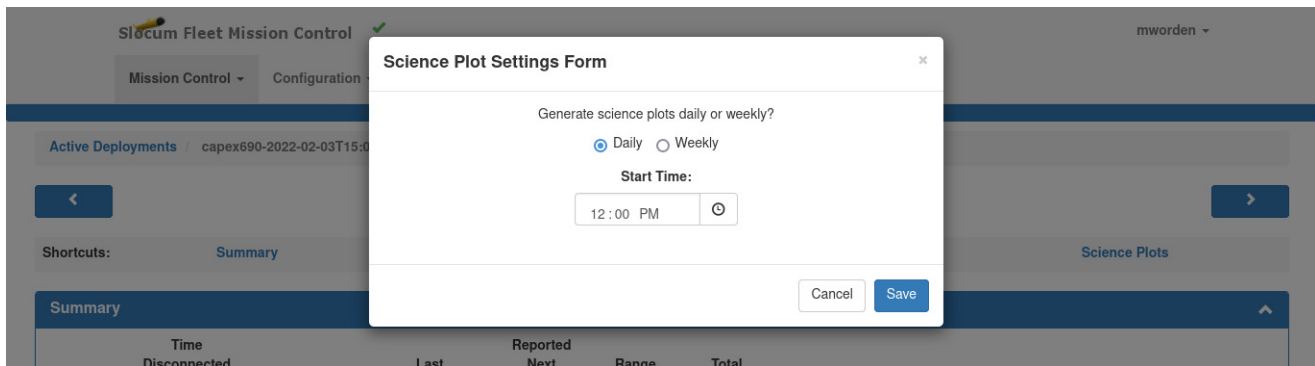 Slocum Fleet Mission Control
mworden
Mission Control Configuration
Science Plot Settings Form
×
Generate science plots daily or weekly?
Daily Weekly
Start Time:
12:00 PM
Cancel Save
Active Deployments / capex690-2022-02-03T15:0
Shortcuts: Summary Science Plots
Summary
Time Reported
Disconnected Last Next Range Total